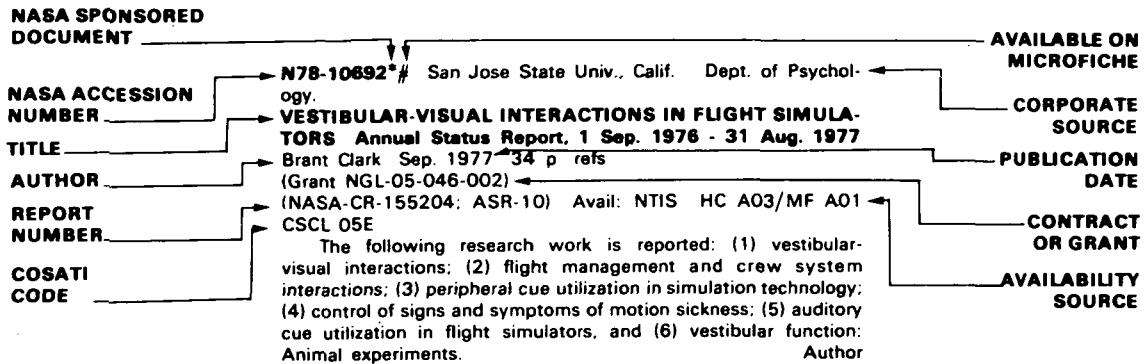 NASA SPONSORED
DOCUMENT
AVAILABLE ON
MICROFICHE
N78-10692*# San Jose State Univ., Calif. Dept. of Psychol-
ogy.
NASA ACCESSION
NUMBER
CORPORATE
SOURCE
VESTIBULAR-VISUAL INTERACTIONS IN FLIGHT SIMULA-
TORS Annual Status Report, 1 Sep. 1976 - 31 Aug. 1977
TITLE
Brant Clark Sep. 1977 34 p refs
PUBLICATION
DATE
AUTHOR
(Grant NGL-05-046-002)
(NASA-CR-155204; ASR-10) Avail: NTIS HC A03/MF A01
REPORT
NUMBER
CONTRACT
OR GRANT
CSCL 05E
The following research work is reported: (1) vestibular-
visual interactions; (2) flight management and crew system
interactions; (3) peripheral cue utilization in simulation technology;
(4) control of signs and symptoms of motion sickness; (5) auditory
cue utilization in flight simulators, and (6) vestibular function:
Animal experiments. Author
COSATI
CODE
AVAILABILITY
SOURCE